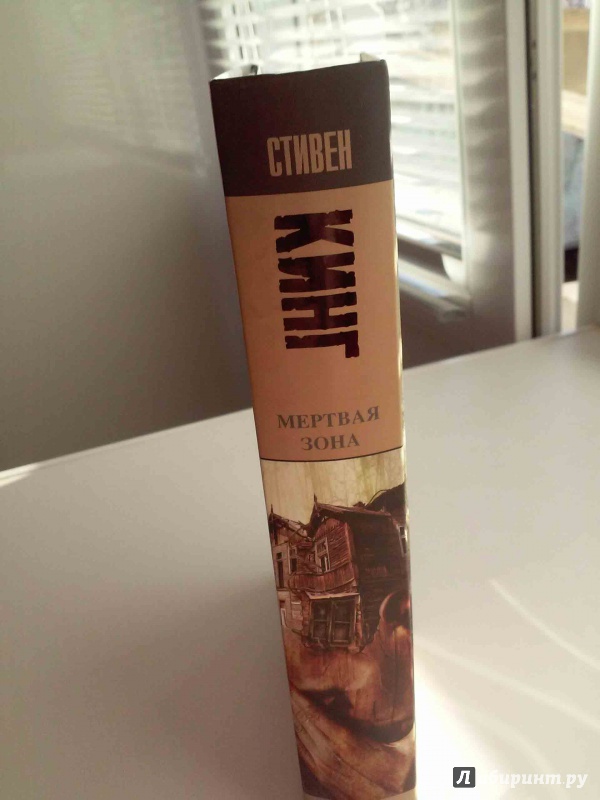 СТИВЕН
КИНГ
МЕРТВАЯ
ЗОНА
Лабиринт.ру